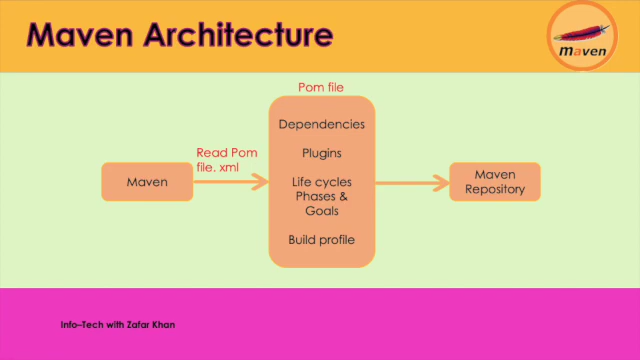 Maven Architecture
maven
Pom file
Dependencies
Plugins
Life cycles
Phases &
Goals
Build profile
Read Pom
file. xml
Maven
Maven
Repository
Info–Tech with Zafar Khan